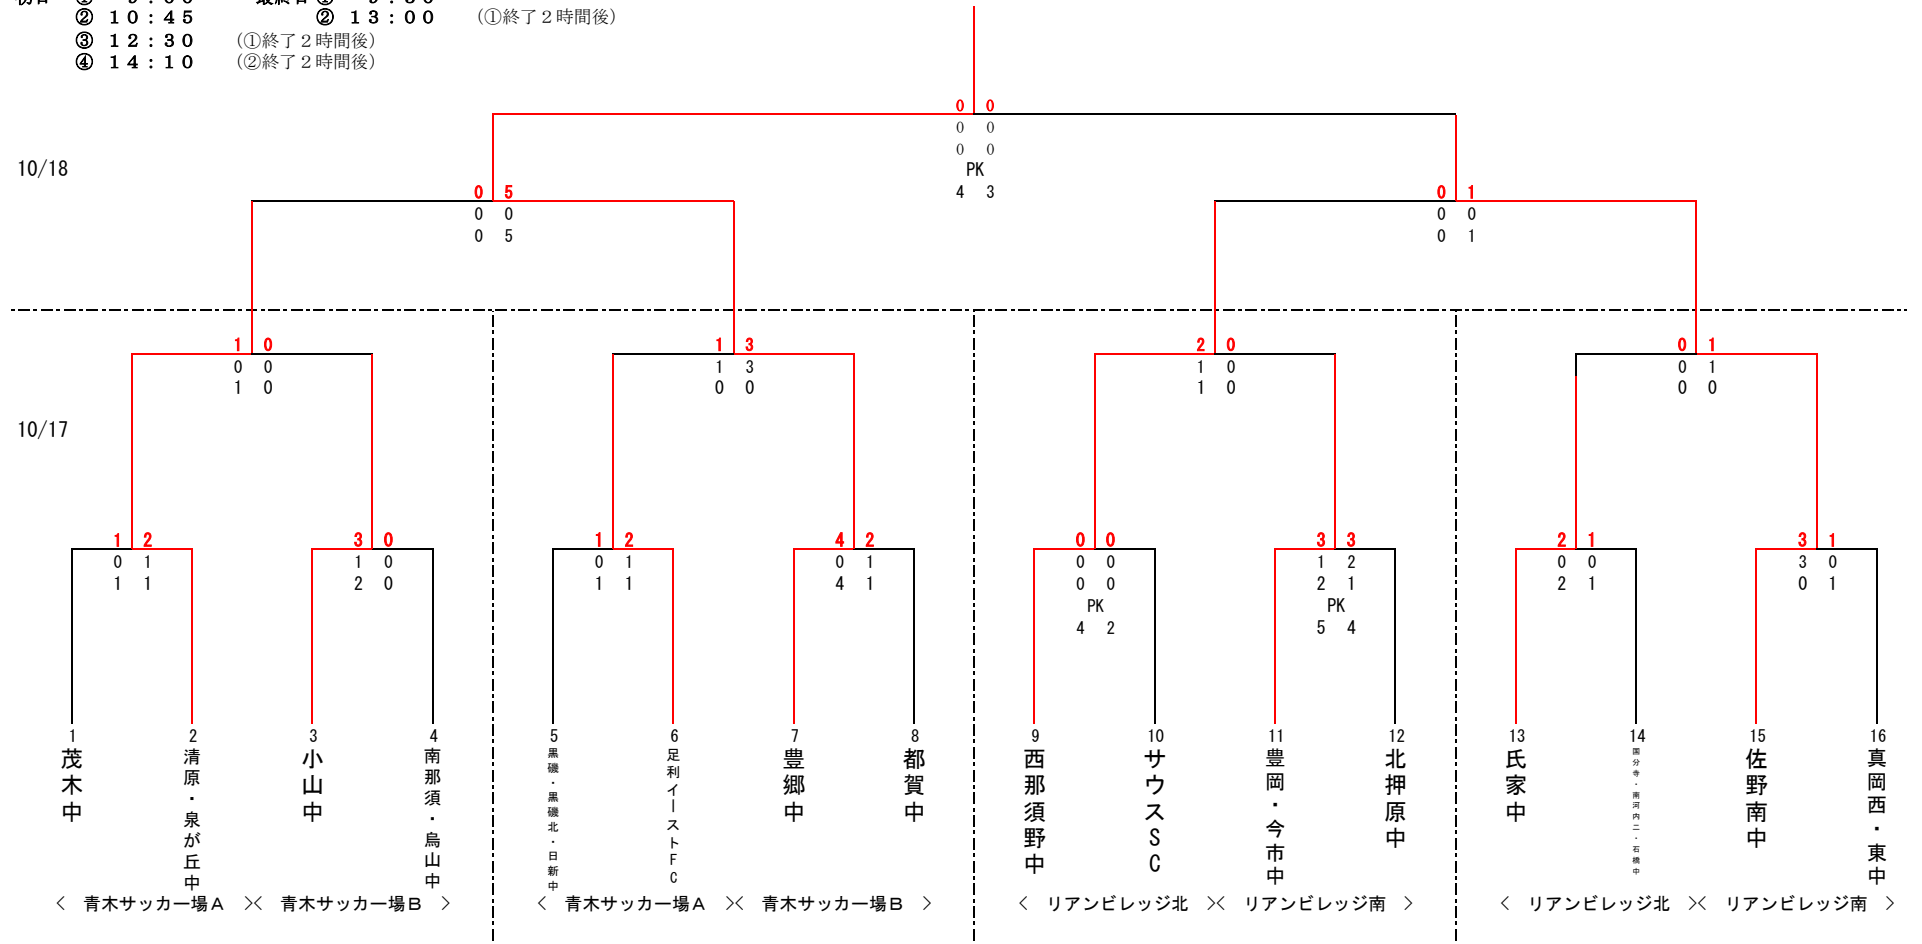 ② 10:45 ② 13:00 (①終了2時間後)
③ 12:30 (①終了2時間後)
④ 14:10 (②終了2時間後)
0 0
0 0
0 0
10/18
PK
4 3
0 5 0 1
0 0 0 0
0 5 0 1
1 0 1 3 2 0 0 1
0 0 1 3 1 0 0 1
1 0 0 0 1 0 0 0
10/17
1 2 3 0 1 2 4 2 0 0 3 3 2 1 3 1
0 1 1 0 0 1 0 1 0 0 1 2 0 0 3 0
1 1 2 0 1 1 4 1 0 0 2 1 2 1 0 1
PK PK
4 2 5 4
1 2 3 4 5 6 7 8 9 10 11 12 13 14 15 16
茂木中
清原・泉が丘中
小山中
南那須・烏山中
黒磯・黒磯北・日新中
足利イーストFC
豊郷中
都賀中
西那須野中
サウスSC
豊岡・今市中
北押原中
氏家中
国分寺・南河内二・石橋中
佐野南中
真岡西・東中
〈 青木サッカー場A 〉〈 青木サッカー場B 〉 〈 青木サッカー場A 〉〈 青木サッカー場B 〉 〈 リアンビレッジ北 〉〈 リアンビレッジ南 〉 〈 リアンビレッジ北 〉〈 リアンビレッジ南 〉